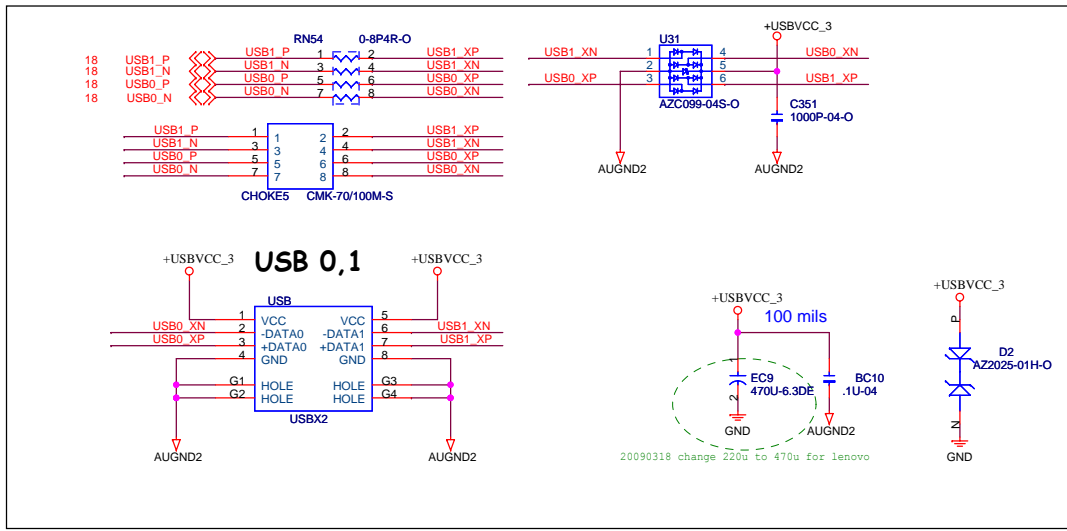 RN54 0-8P4R-O
18 USB1_P USB1_P 1 2 USB1_XP
18 USB1_N USB1_N 3 4 USB1_XN
18 USB0_P USB0_P 5 6 USB0_XP
18 USB0_N USB0_N 7 8 USB0_XN
USB1_P 1 1 2 2 USB1_XP
USB1_N 3 3 4 4 USB1_XN
USB0_P 5 5 6 6 USB0_XP
USB0_N 7 7 8 8 USB0_XN
CHOKE5 CMK-70/100M-S
+USBVCC_3
U31
USB1_XN 1 4 USB0_XN
2 5
USB0_XP 3 6 USB1_XP
AZC099-04S-O
C351
1000P-04-O
AUGND2 AUGND2
USB 0,1
+USBVCC_3 +USBVCC_3
USB
1 VCC VCC 5
USB0_XN 2 -DATA0 -DATA1 6 USB1_XN
USB0_XP 3 +DATA0 +DATA1 7 USB1_XP
4 GND GND 8
G1 HOLE HOLE G3
G2 HOLE HOLE G4
USBX2
AUGND2 AUGND2
+USBVCC_3
100 mils
1
EC9
470U-6.3DE
2
GND
BC10
.1U-04
AUGND2
20090318 change 220u to 470u for lenovo
+USBVCC_3
P
D2
AZ2025-01H-O
N
GND